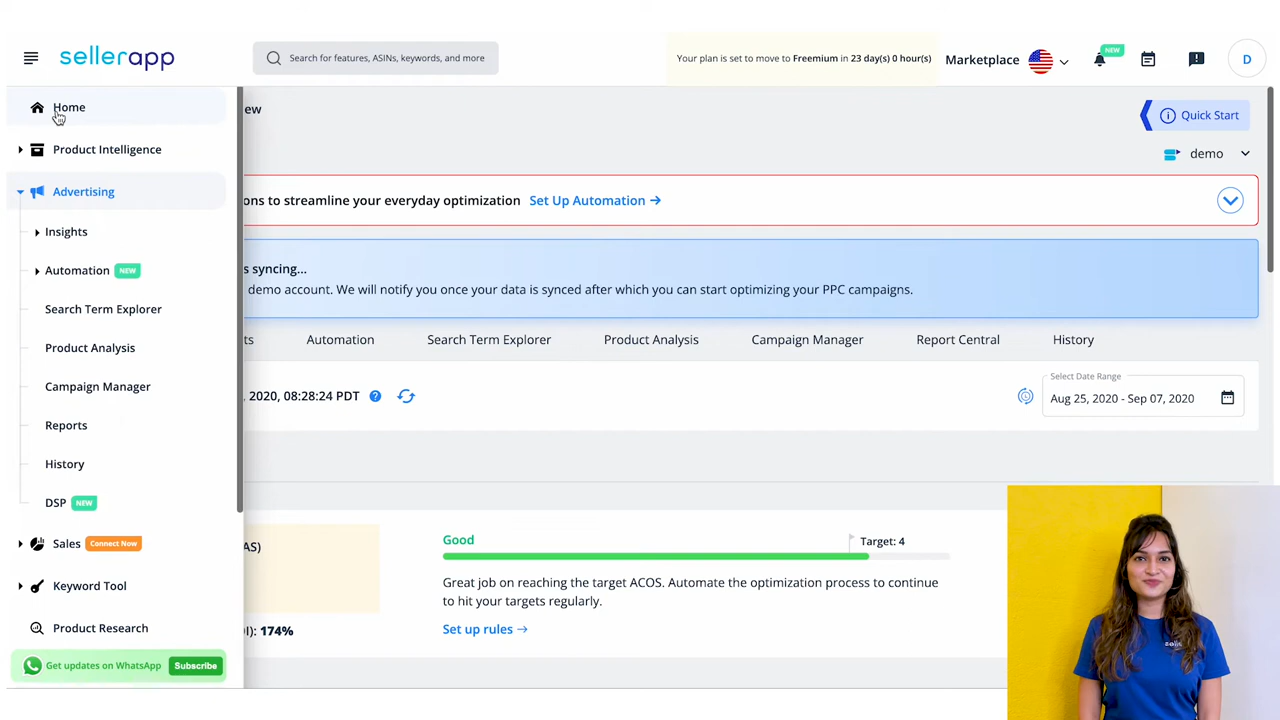 sellerapp
Search for features, ASINs, keywords, and more
Your plan is set to move to Freemium in 23 day(s) 0 hour(s)
Marketplace
NEW
D
Home
Product Intelligence
Advertising
Insights
Automation NEW
Search Term Explorer
Product Analysis
Campaign Manager
Reports
History
DSP NEW
Sales Connect Now
Keyword Tool
Product Research
Get updates on WhatsApp Subscribe
ew
Quick Start
demo
ons to streamline your everyday optimization Set Up Automation →
s syncing...
demo account. We will notify you once your data is synced after which you can start optimizing your PPC campaigns.
ts Automation Search Term Explorer Product Analysis Campaign Manager Report Central History
, 2020, 08:28:24 PDT ?
Select Date Range
Aug 25, 2020 - Sep 07, 2020
AS)
Good
Target: 4
Great job on reaching the target ACOS. Automate the optimization process to continue
to hit your targets regularly.
Set up rules →
OI): 174%